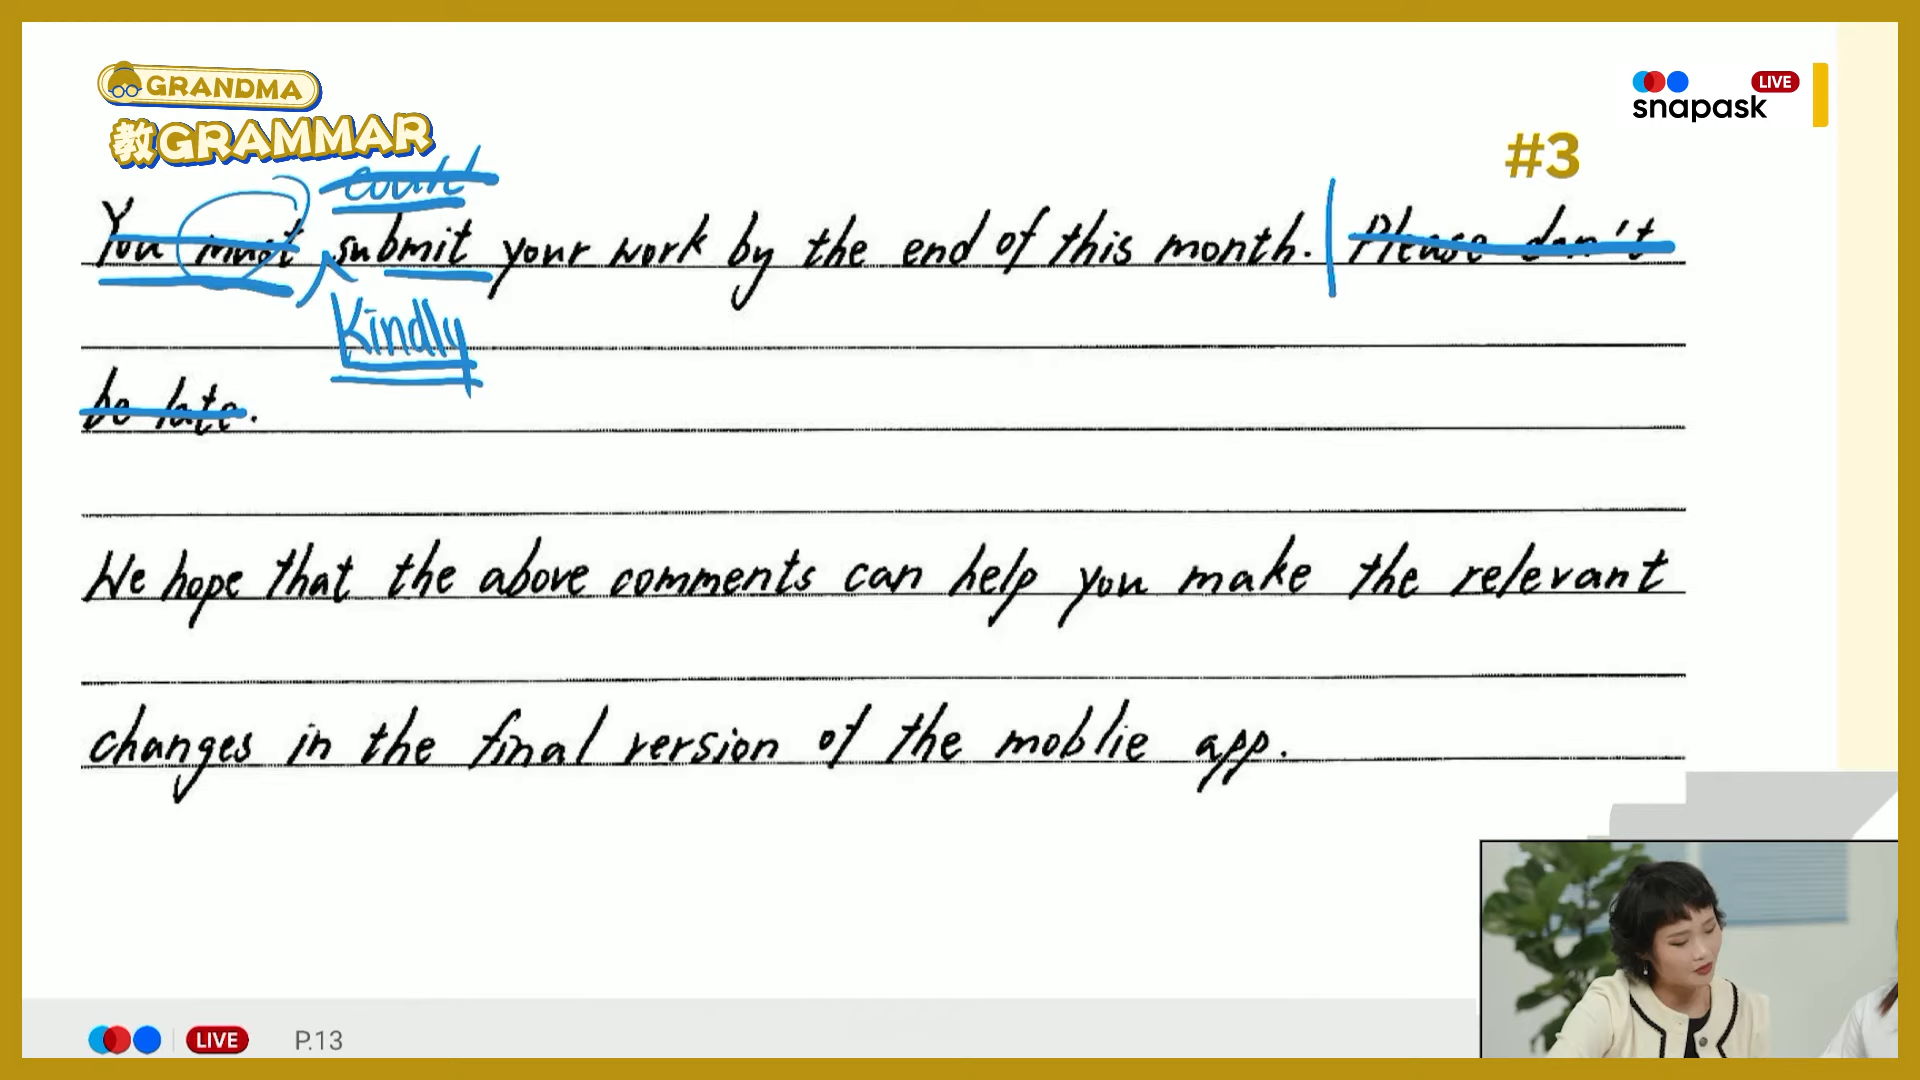 GRANDMA
教GRAMMAR
LIVE
snapask
#3
could
You must submit your work by the end of this month. Please don't
Kindly
be late.
We hope that the above comments can help you make the relevant
changes in the final version of the moblie app.
LIVE
P.13